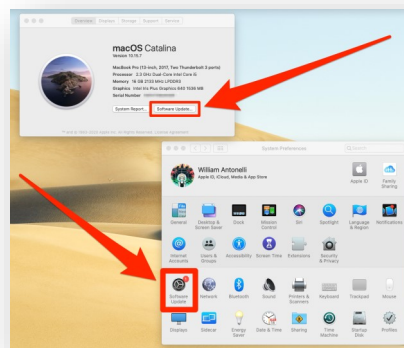 Overview Displays Storage Support Service
macOS Catalina
Version 10.15.7
MacBook Pro (13-inch, 2017, Two Thunderbolt 3 ports)
Processor 2.3 GHz Dual-Core Intel Core i5
Memory 16 GB 2133 MHz LPDDR3
Graphics Intel Iris Plus Graphics 640 1536 MB
Serial Number
System Report... Software Update...
System Preferences
Search
William Antonelli
Apple ID, iCloud, Media & App Store
Apple ID
Family Sharing
General
Desktop & Screen Saver
Dock
Mission Control
Siri
Spotlight
Language & Region
Notifications
Internet Accounts
Users & Groups
Accessibility
Screen Time
Extensions
Security & Privacy
Software Update
Network
Bluetooth
Sound
Printers & Scanners
Keyboard
Trackpad
Mouse
Displays
Sidecar
Energy Saver
Date & Time
Sharing
Time Machine
Startup Disk
Profiles